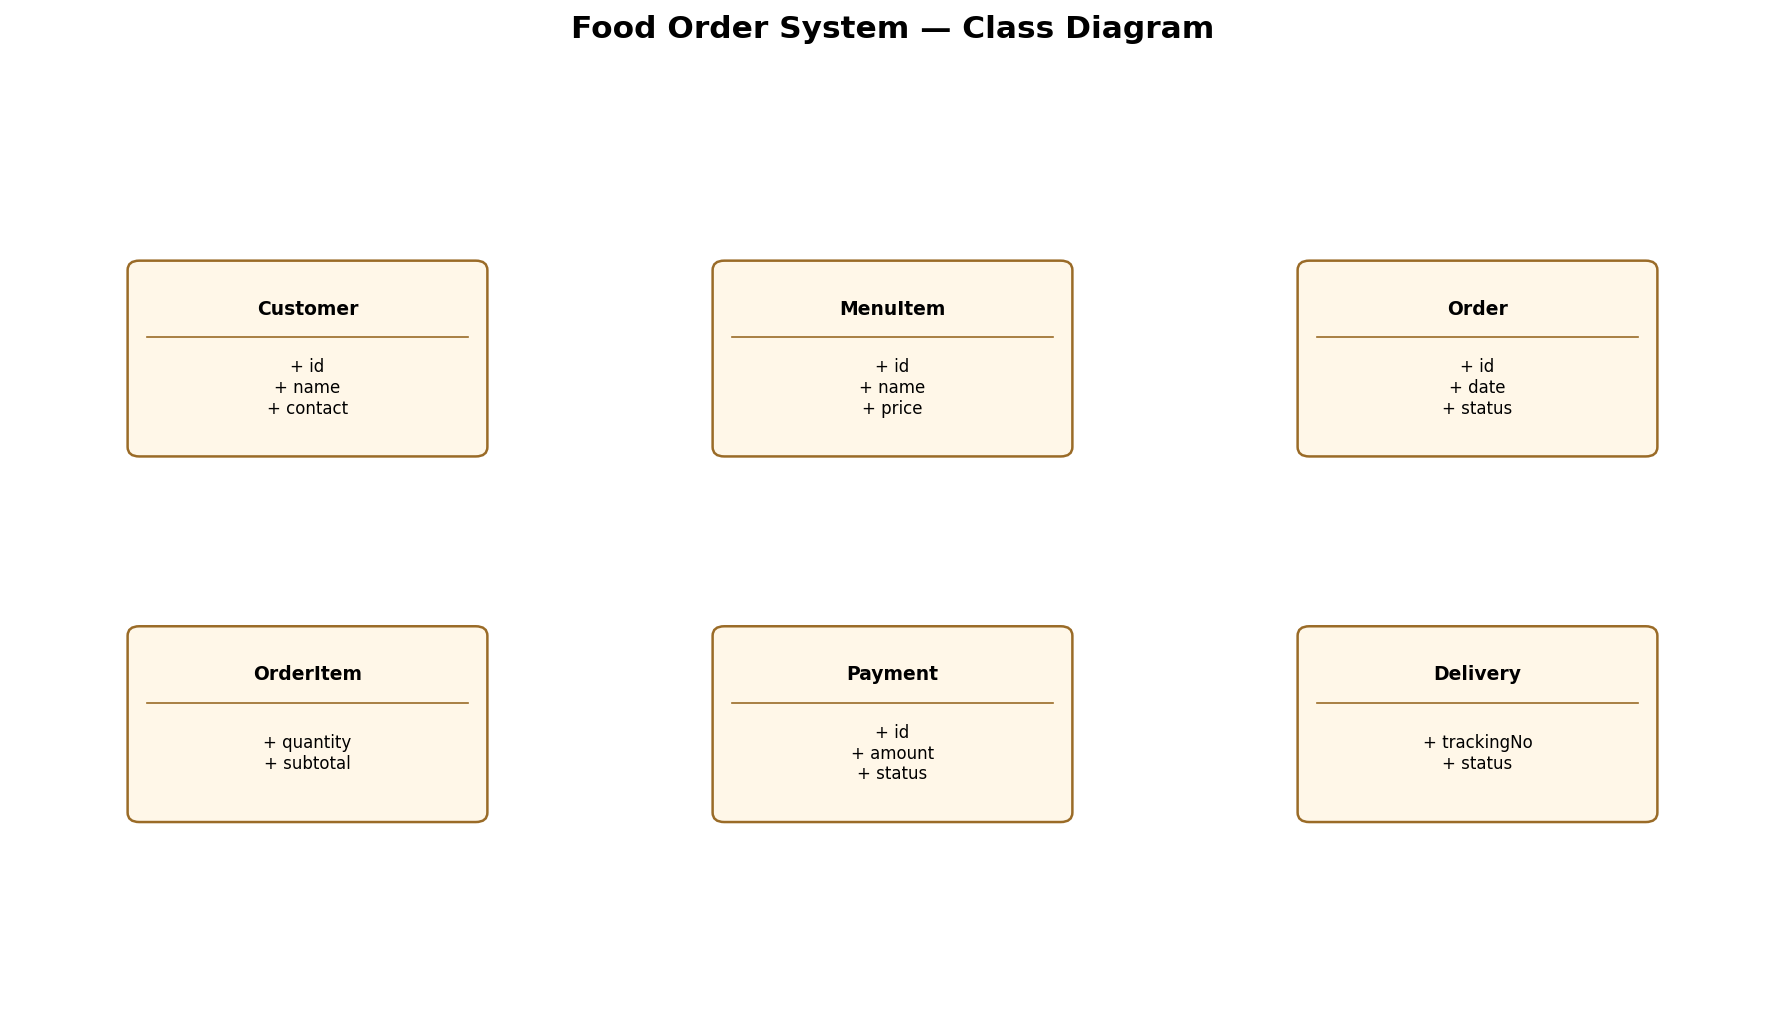 Food Order System — Class Diagram
Customer
+ id
+ name
+ contact
MenuItem
+ id
+ name
+ price
Order
+ id
+ date
+ status
OrderItem
+ quantity
+ subtotal
Payment
+ id
+ amount
+ status
Delivery
+ trackingNo
+ status